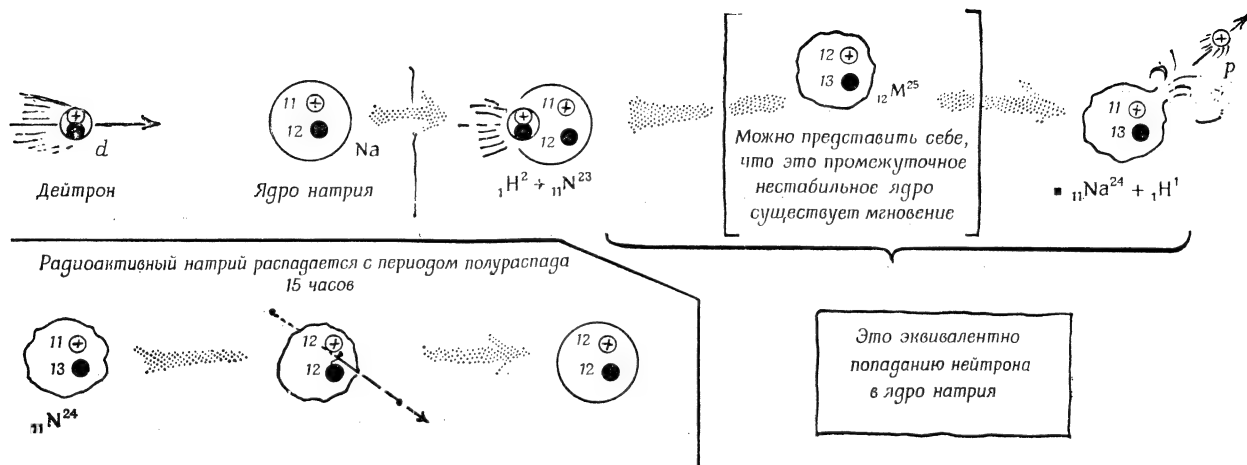 11
12
d
Na
Дейтрон
Ядро натрия
11
12
₁H² + ₁₁N²³
12
13
₁₂M²⁵
Можно представить себе,
что это промежуточное
нестабильное ядро
существует мгновение
p
11
13
₁₁Na²⁴ + ₁H¹
Радиоактивный натрий распадается с периодом полураспада
15 часов
11
13
₁₁N²⁴
12
12
12
12
Это эквивалентно
попаданию нейтрона
в ядро натрия